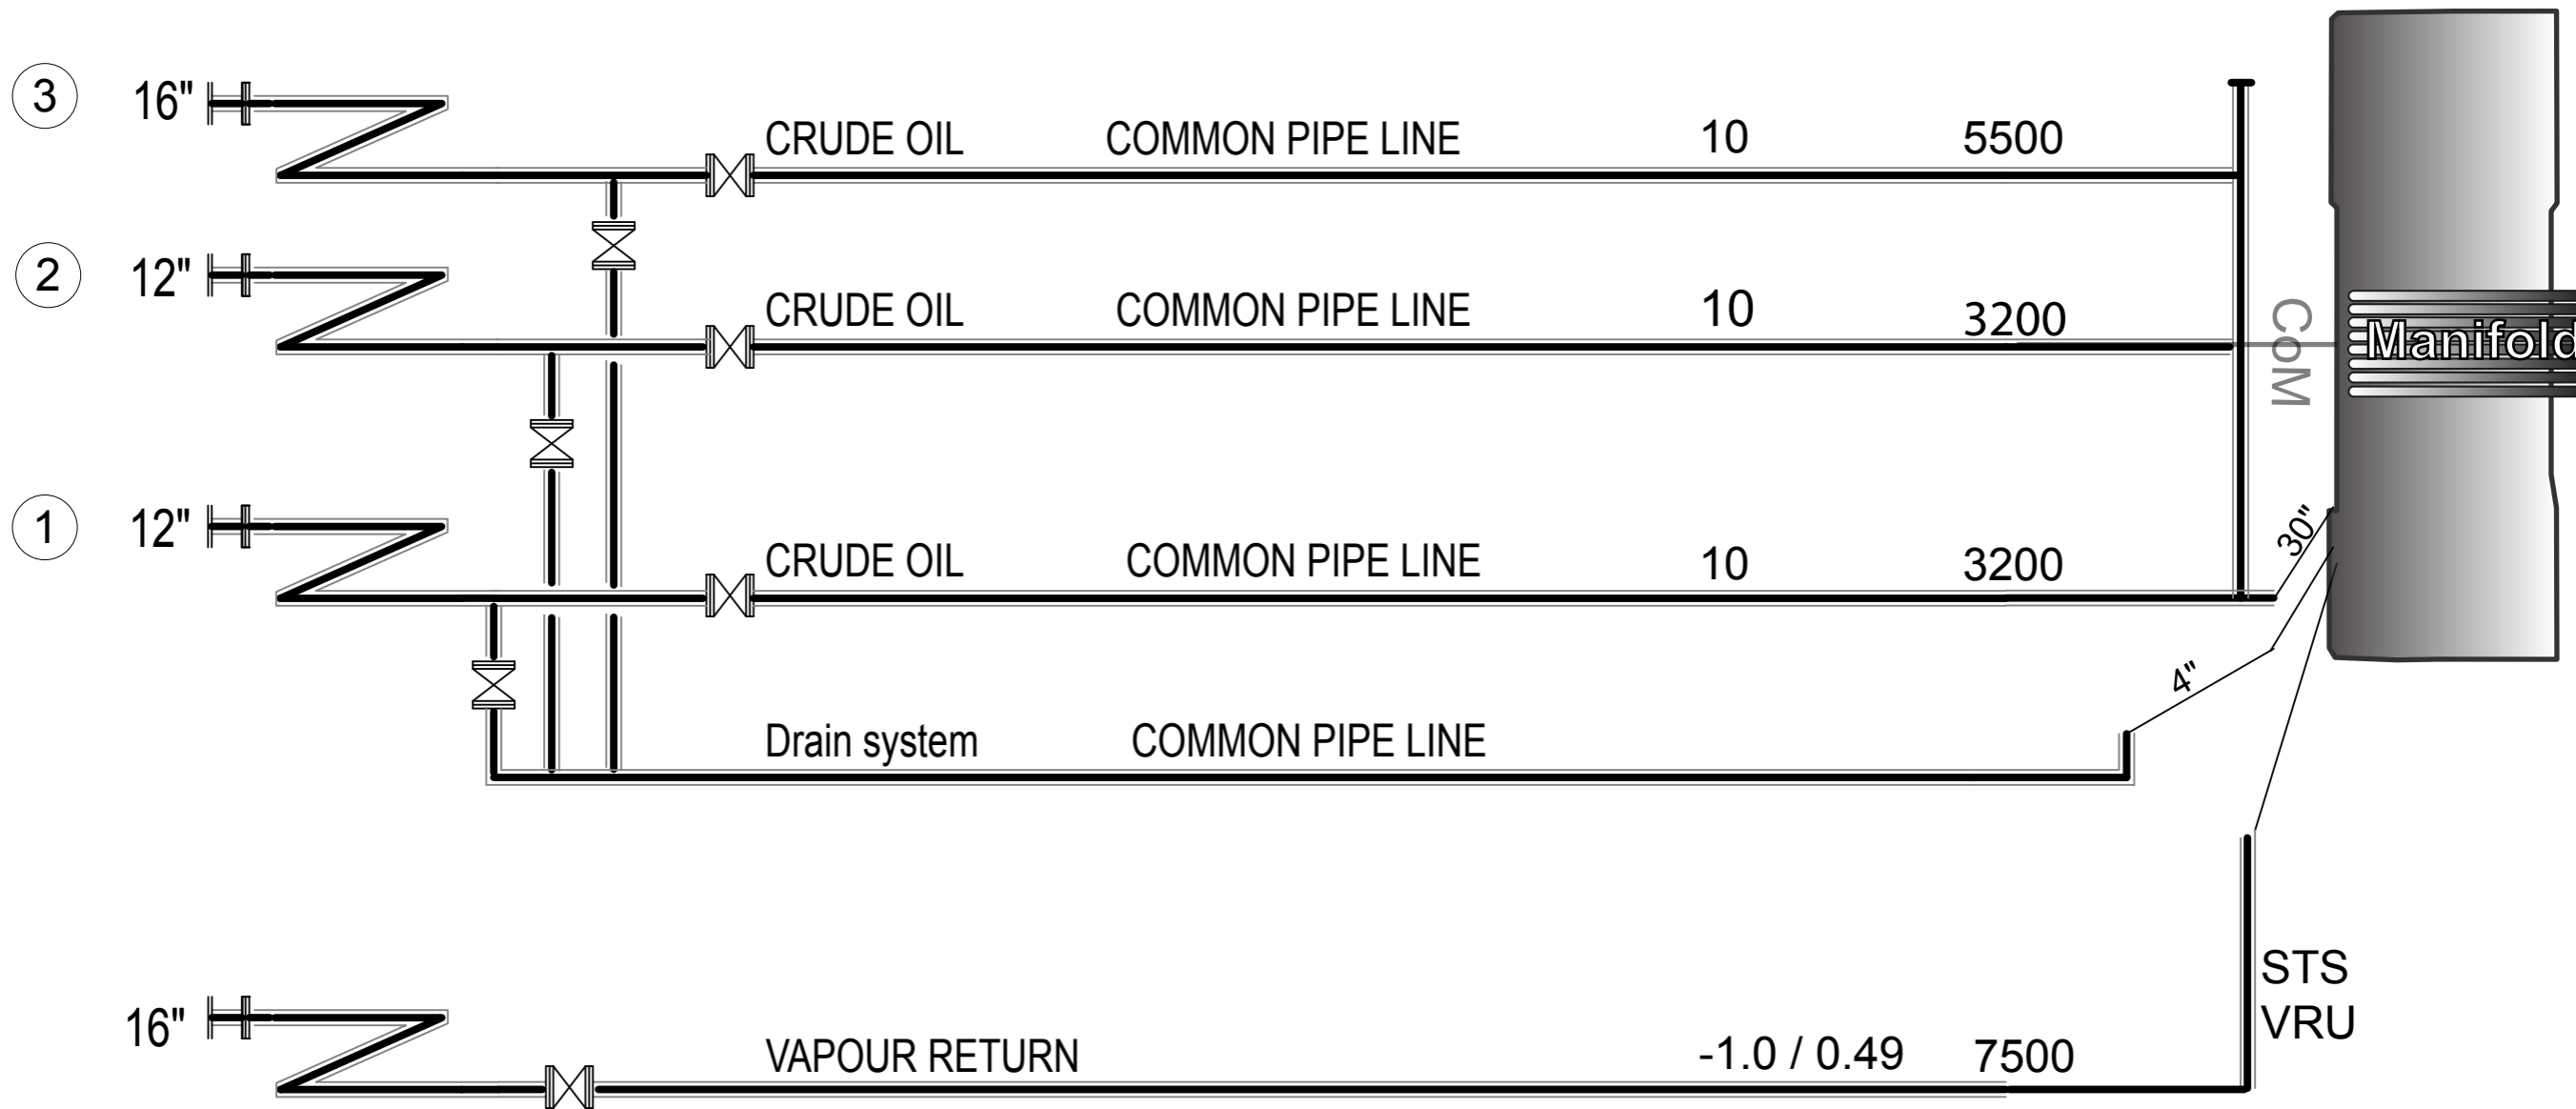 3 16" CRUDE OIL COMMON PIPE LINE 10 5500
2 12" CRUDE OIL COMMON PIPE LINE 10 3200
CoM
Manifold
1 12" CRUDE OIL COMMON PIPE LINE 10 3200
30"
4"
Drain system COMMON PIPE LINE
STS
VRU
16" VAPOUR RETURN -1.0 / 0.49 7500